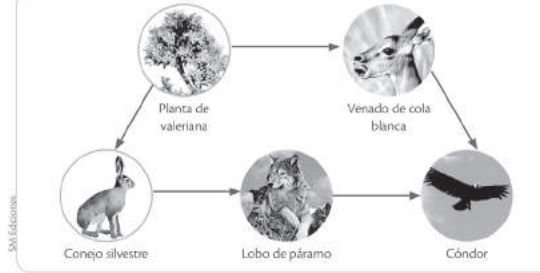 Planta de
valeriana
Venado de cola
blanca
Conejo silvestre
Lobo de páramo
Cóndor
SM Ediciones